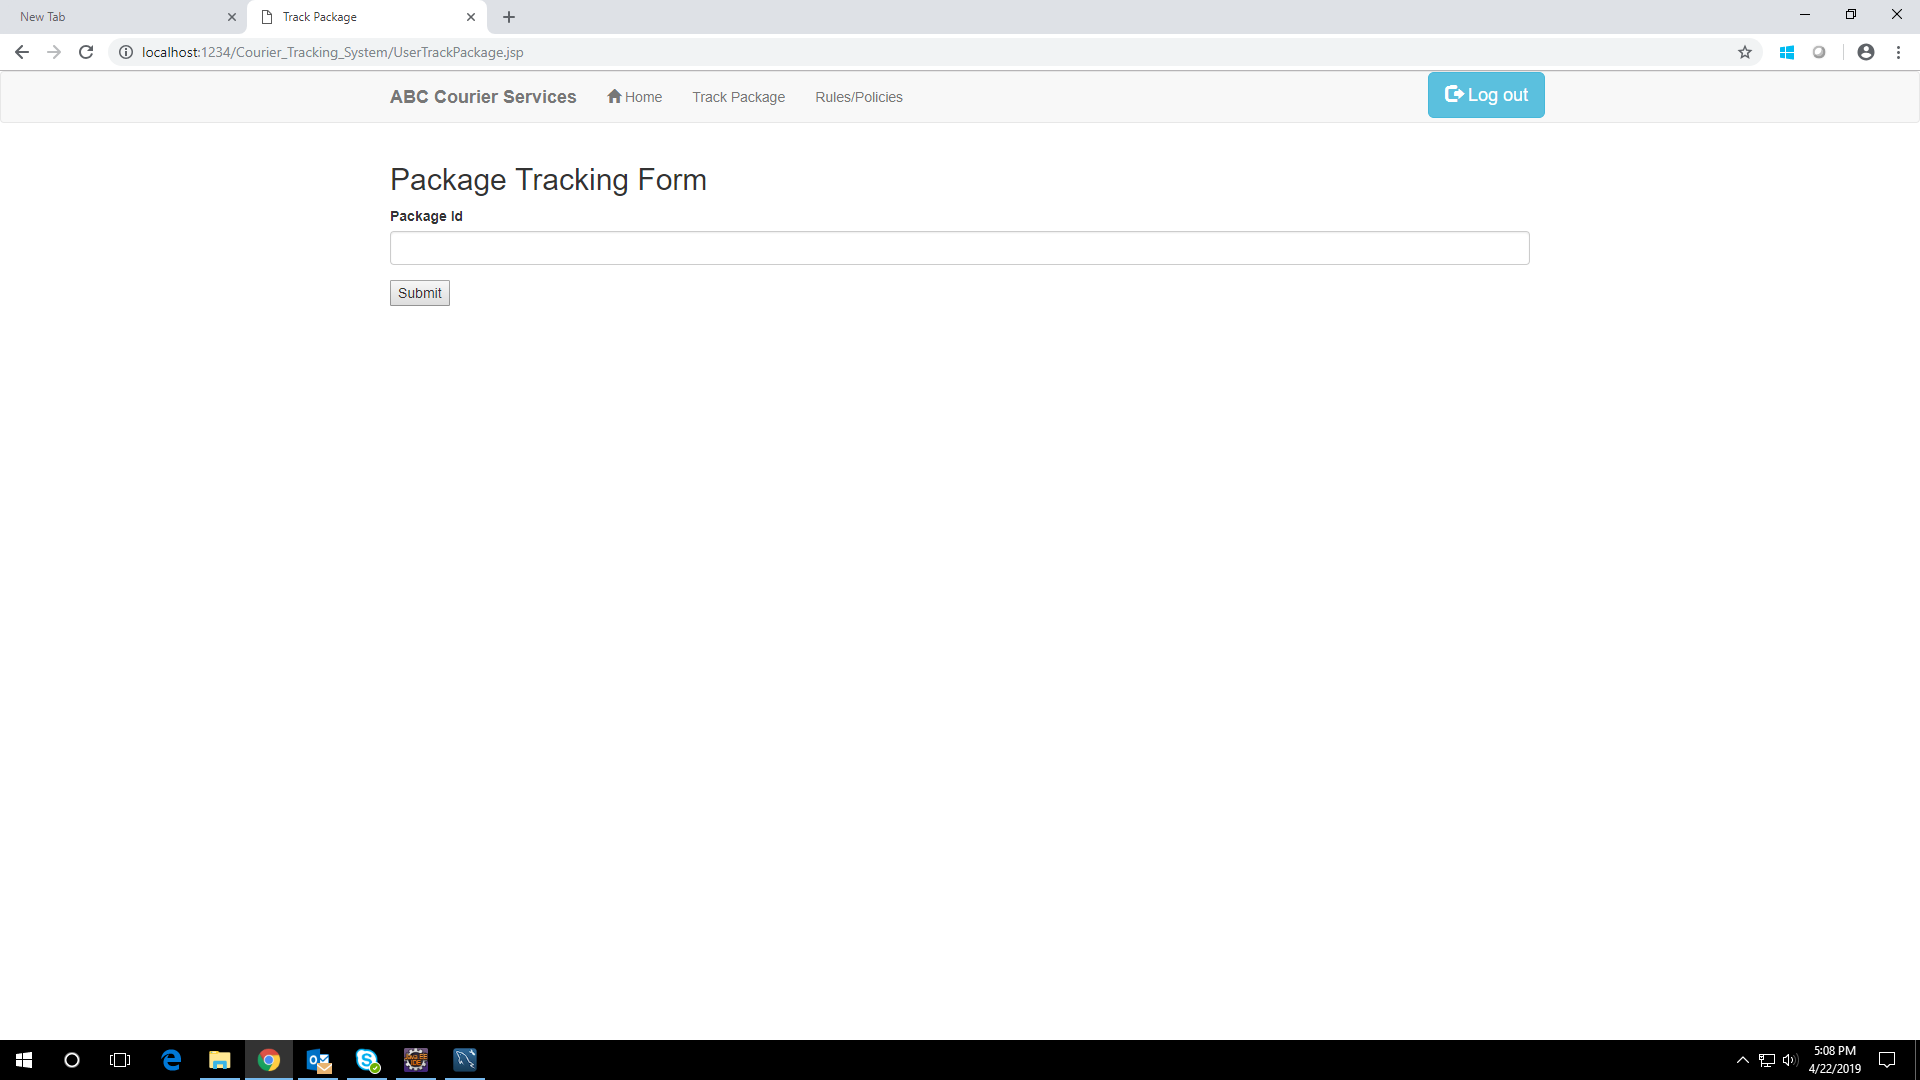 New Tab
Track Package
localhost:1234/Courier_Tracking_System/UserTrackPackage.jsp
ABC Courier Services
Home
Track Package
Rules/Policies
Log out
Package Tracking Form
Package Id
Submit
5:08 PM
4/22/2019